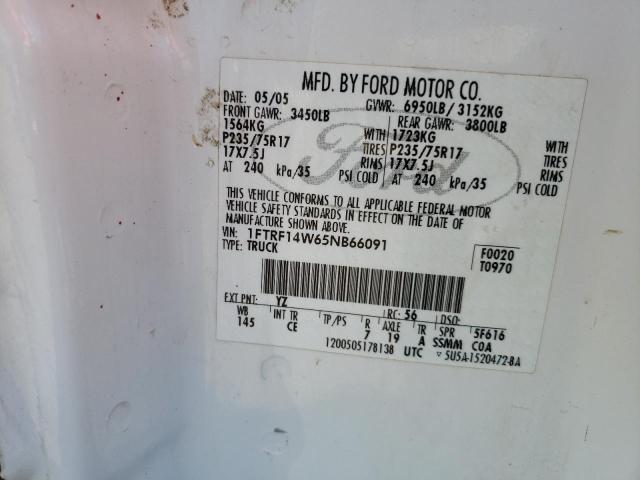 MFD. BY FORD MOTOR CO.
DATE: 05/05 GVWR: 6950LB / 3152KG
FRONT GAWR: 3450LB REAR GAWR: 3800LB
1564KG WITH 1723KG WITH
P235/75R17 TIRES P235/75R17 TIRES
17X7.5J RIMS 17X7.5J RIMS
AT 240 kPa/35 PSI COLD AT 240 kPa/35 PSI COLD
Ford
THIS VEHICLE CONFORMS TO ALL APPLICABLE FEDERAL MOTOR
VEHICLE SAFETY STANDARDS IN EFFECT ON THE DATE OF
MANUFACTURE SHOWN ABOVE.
VIN: 1FTRF14W65NB66091 F0020
TYPE: TRUCK T0970
EXT PNT: YZ RC: 56 DSO:
WB INT TR TP/PS R AXLE TR SPR 5F616
145 CE 7 19 A SSMM COA
1200505178138 UTC ▽ 5U5A-1520472-BA